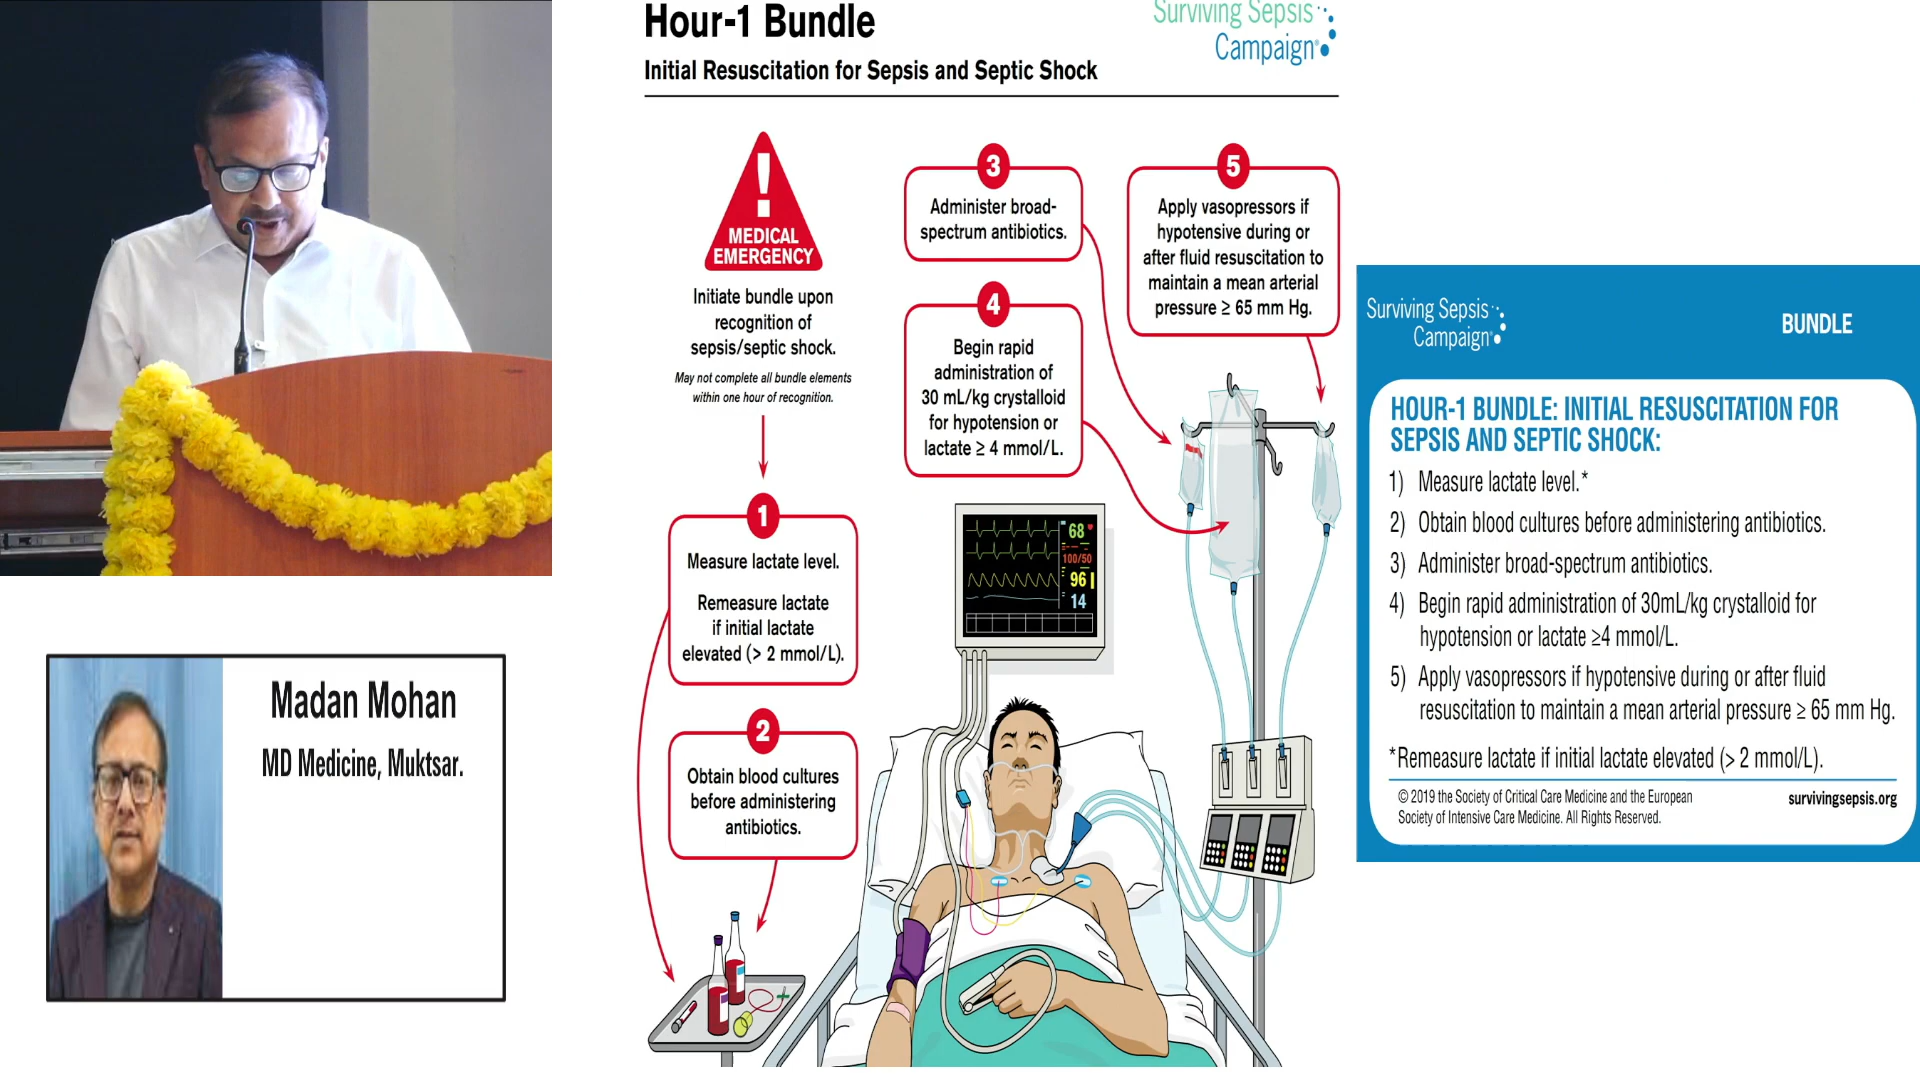 Hour-1 Bundle
Initial Resuscitation for Sepsis and Septic Shock
Surviving Sepsis
Campaign
MEDICAL
EMERGENCY
Initiate bundle upon
recognition of
sepsis/septic shock.
May not complete all bundle elements
within one hour of recognition.
1
Measure lactate level.
Remeasure lactate
if initial lactate
elevated (> 2 mmol/L).
2
Obtain blood cultures
before administering
antibiotics.
3
Administer broad-
spectrum antibiotics.
4
Begin rapid
administration of
30 mL/kg crystalloid
for hypotension or
lactate ≥ 4 mmol/L.
5
Apply vasopressors if
hypotensive during or
after fluid resuscitation to
maintain a mean arterial
pressure ≥ 65 mm Hg.
68
100/50
96
14
Surviving Sepsis
Campaign®
BUNDLE
HOUR-1 BUNDLE: INITIAL RESUSCITATION FOR
SEPSIS AND SEPTIC SHOCK:
1) Measure lactate level.*
2) Obtain blood cultures before administering antibiotics.
3) Administer broad-spectrum antibiotics.
4) Begin rapid administration of 30mL/kg crystalloid for
hypotension or lactate ≥4 mmol/L.
5) Apply vasopressors if hypotensive during or after fluid
resuscitation to maintain a mean arterial pressure ≥ 65 mm Hg.
*Remeasure lactate if initial lactate elevated (> 2 mmol/L).
© 2019 the Society of Critical Care Medicine and the European
Society of Intensive Care Medicine. All Rights Reserved.
survivingsepsis.org
Madan Mohan
MD Medicine, Muktsar.